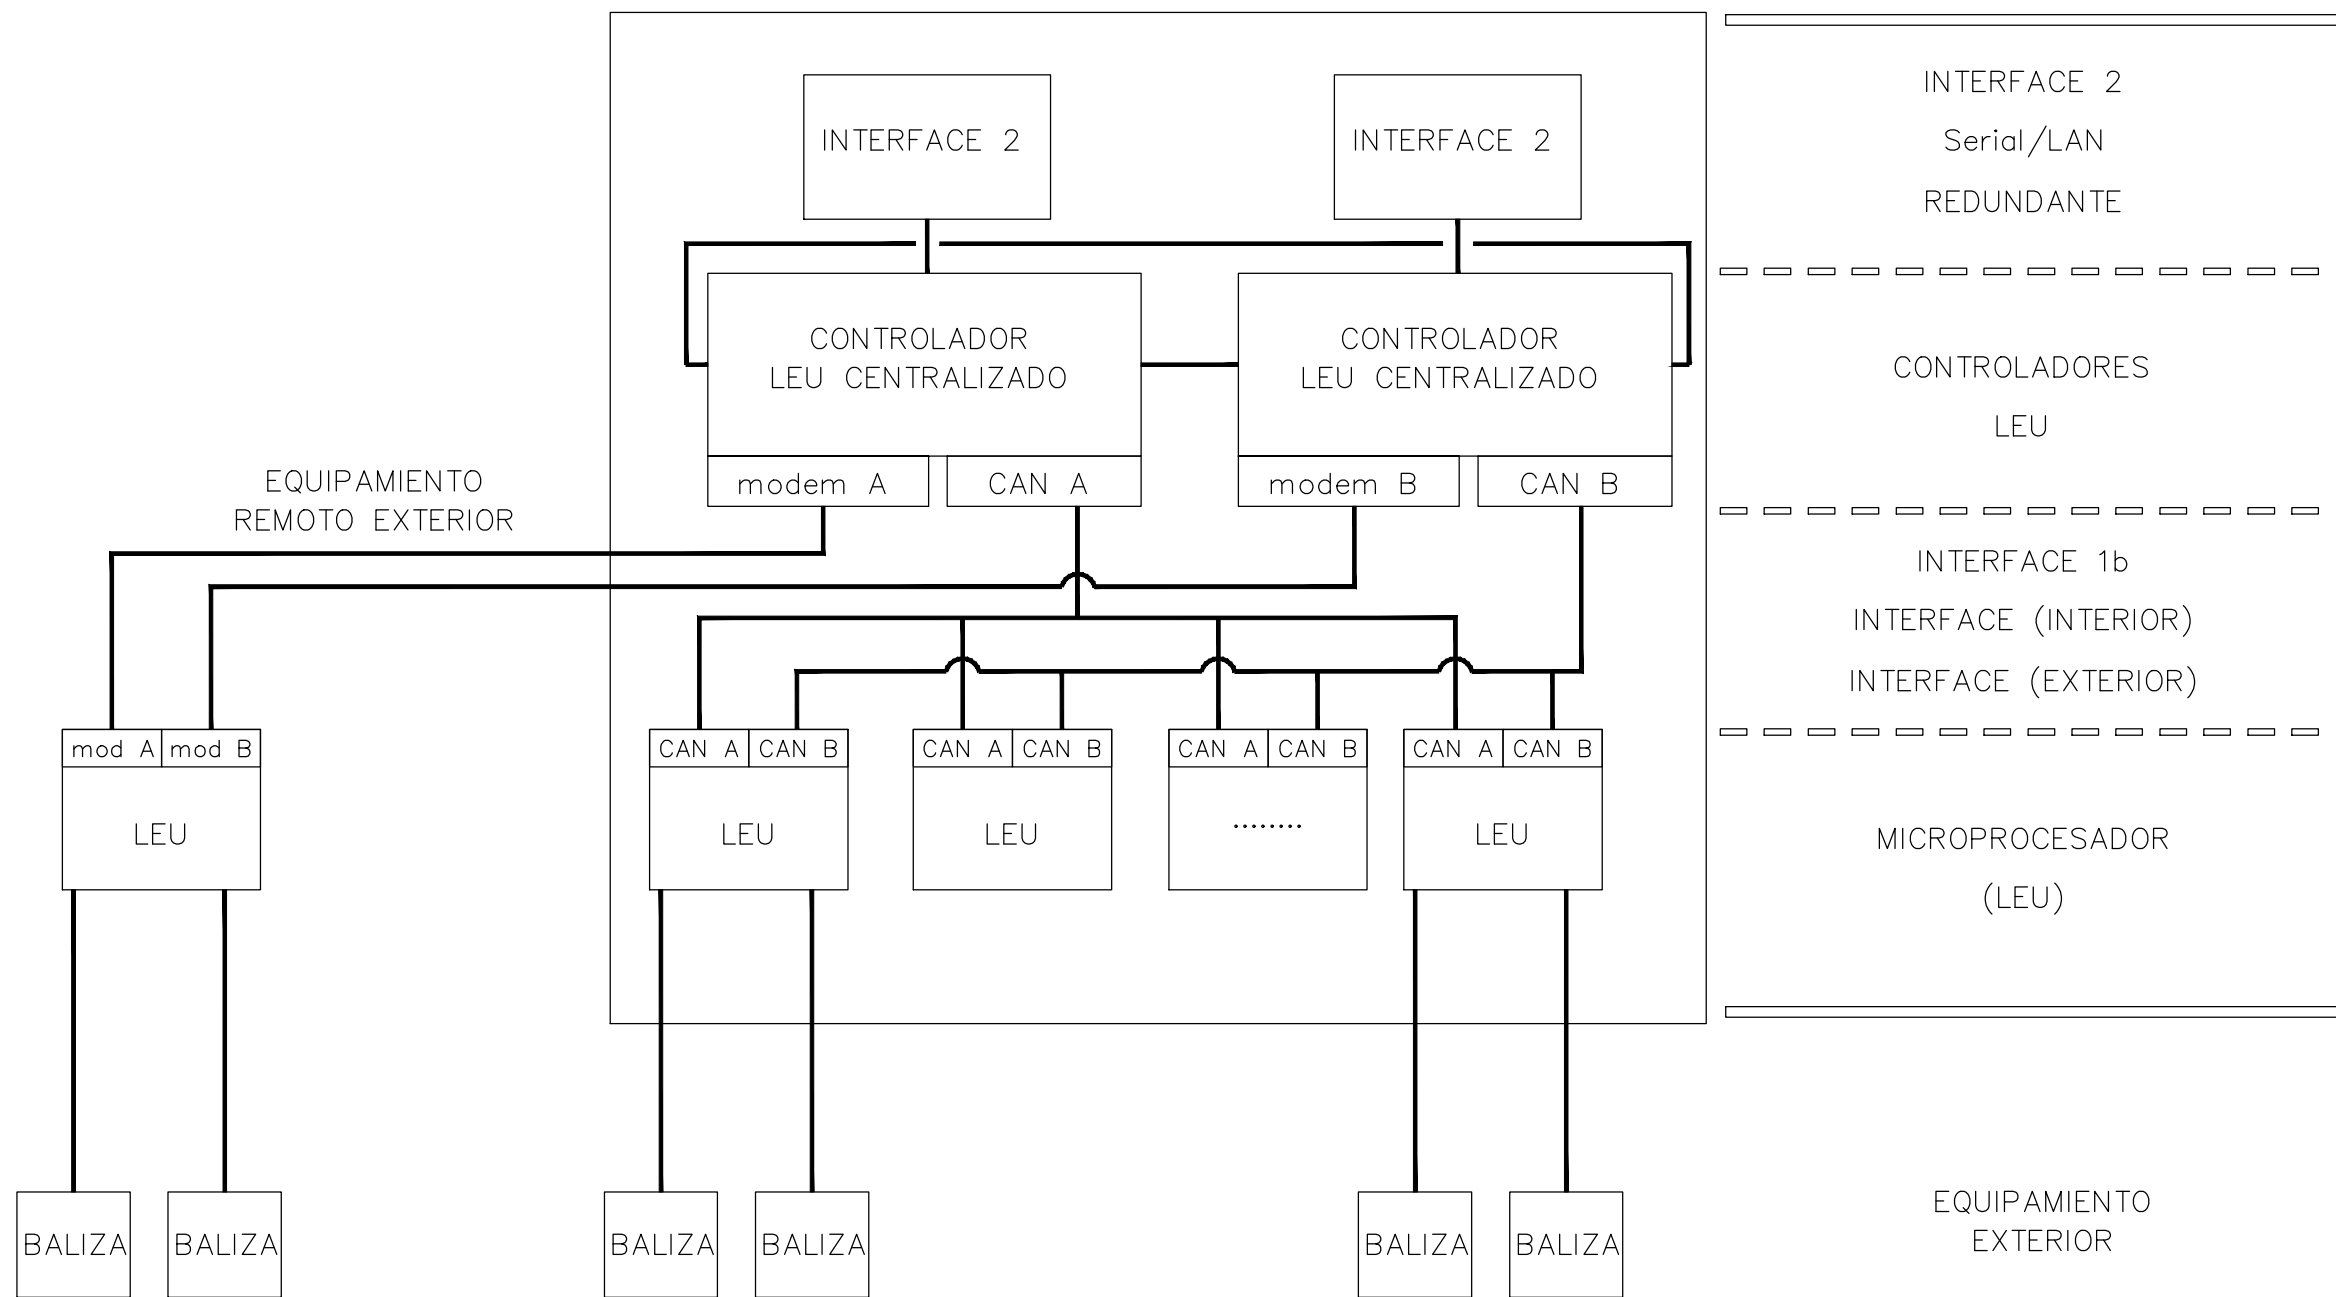 INTERFACE 2
INTERFACE 2
INTERFACE 2
Serial/LAN
REDUNDANTE
CONTROLADOR
LEU CENTRALIZADO
CONTROLADOR
LEU CENTRALIZADO
CONTROLADORES
LEU
modem A
CAN A
modem B
CAN B
EQUIPAMIENTO
REMOTO EXTERIOR
INTERFACE 1b
INTERFACE (INTERIOR)
INTERFACE (EXTERIOR)
mod A
mod B
CAN A
CAN B
CAN A
CAN B
CAN A
CAN B
CAN A
CAN B
LEU
LEU
LEU
........
LEU
MICROPROCESADOR
(LEU)
BALIZA
BALIZA
BALIZA
BALIZA
BALIZA
BALIZA
EQUIPAMIENTO
EXTERIOR